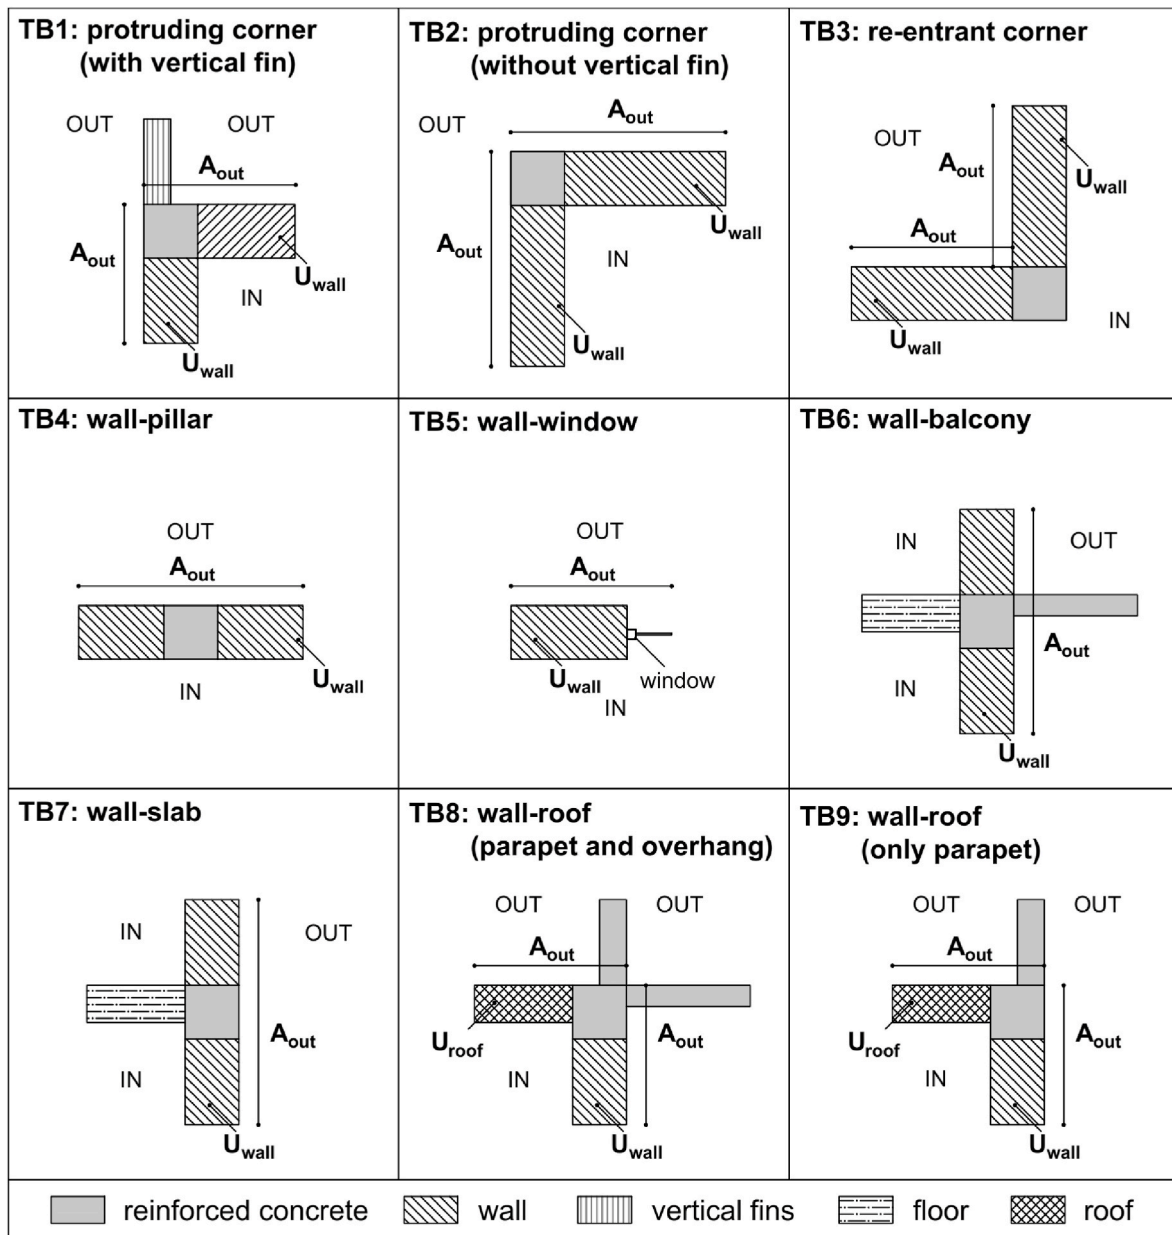 TB1: protruding corner
(with vertical fin)
OUT
OUT
Aout
Aout
Uwall
IN
Uwall
TB2: protruding corner
(without vertical fin)
OUT
Aout
Uwall
Aout
IN
Uwall
TB3: re-entrant corner
OUT
Aout
Uwall
Aout
Uwall
IN
TB4: wall-pillar
OUT
Aout
Uwall
IN
TB5: wall-window
OUT
Aout
Uwall
window
IN
TB6: wall-balcony
IN
OUT
Aout
IN
Uwall
TB7: wall-slab
IN
OUT
Aout
IN
Uwall
TB8: wall-roof
(parapet and overhang)
OUT
OUT
Aout
Uroof
Aout
IN
Uwall
TB9: wall-roof
(only parapet)
OUT
OUT
Aout
Uroof
Aout
IN
Uwall
reinforced concrete
wall
vertical fins
floor
roof